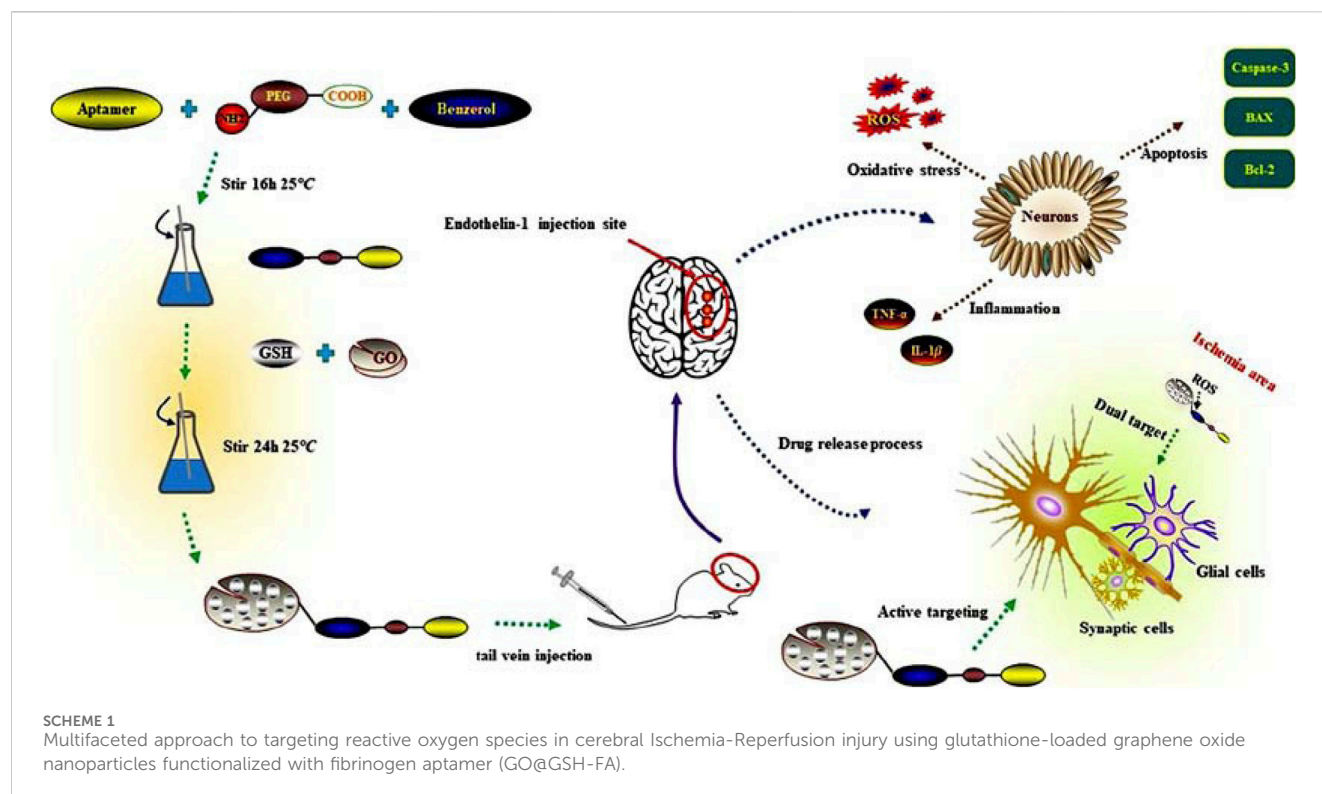 Aptamer
NH2
PEG
COOH
Benzerol
Stir 16h 25°C
GSH
GO
Stir 24h 25°C
tail vein injection
Endothelin-1 injection site
ROS
Oxidative stress
Apoptosis
Caspase-3
BAX
Bcl-2
Neurons
Inflammation
TNF-α
IL-1β
Drug release process
Ischemia area
ROS
Dual target
Glial cells
Synaptic cells
Active targeting
SCHEME 1
Multifaceted approach to targeting reactive oxygen species in cerebral Ischemia-Reperfusion injury using glutathione-loaded graphene oxide
nanoparticles functionalized with fibrinogen aptamer (GO@GSH-FA).